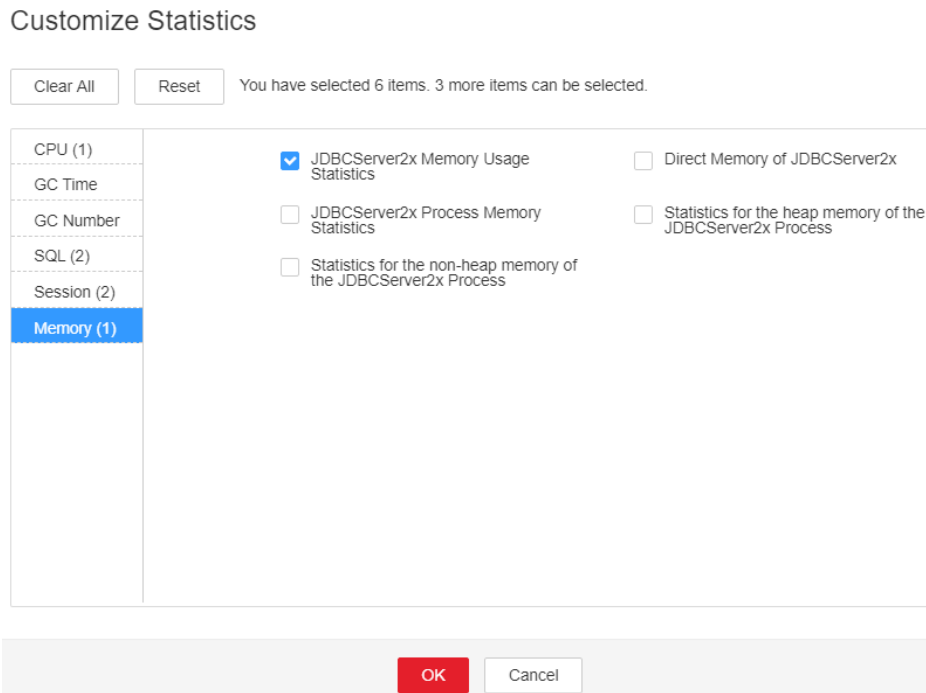 Customize Statistics
Clear All
Reset
You have selected 6 items. 3 more items can be selected.
CPU (1)
GC Time
GC Number
SQL (2)
Session (2)
Memory (1)
JDBCServer2x Memory Usage
Statistics
Direct Memory of JDBCServer2x
JDBCServer2x Process Memory
Statistics
Statistics for the heap memory of the
JDBCServer2x Process
Statistics for the non-heap memory of
the JDBCServer2x Process
OK
Cancel